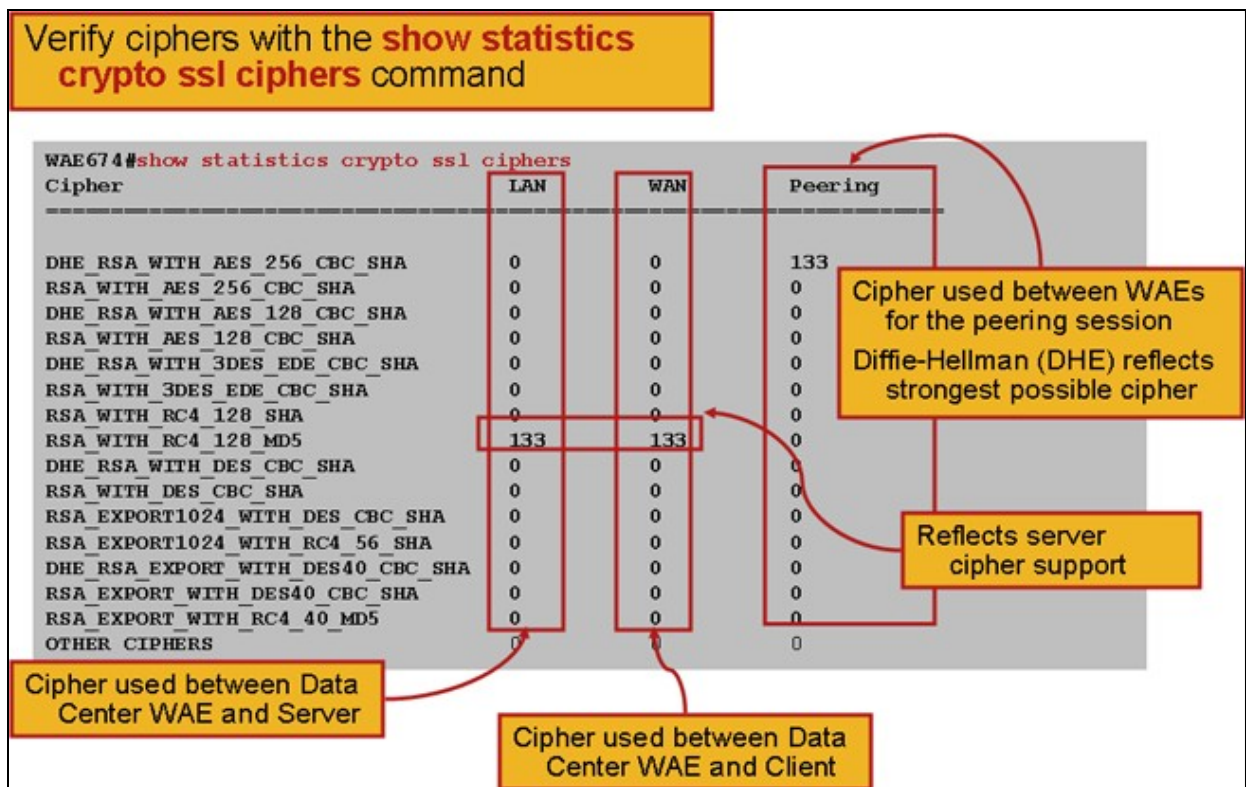 Verify ciphers with the show statistics
crypto ssl ciphers command
WAE674#show statistics crypto ssl ciphers
Cipher LAN WAN Peering
DHE_RSA_WITH_AES_256_CBC_SHA 0 0 133
RSA_WITH_AES_256_CBC_SHA 0 0 0
DHE_RSA_WITH_AES_128_CBC_SHA 0 0 0
RSA_WITH_AES_128_CBC_SHA 0 0 0
DHE_RSA_WITH_3DES_EDE_CBC_SHA 0 0 0
RSA_WITH_3DES_EDE_CBC_SHA 0 0 0
RSA_WITH_RC4_128_SHA 0 0 0
RSA_WITH_RC4_128_MD5 133 133 0
DHE_RSA_WITH_DES_CBC_SHA 0 0 0
RSA_WITH_DES_CBC_SHA 0 0 0
RSA_EXPORT1024_WITH_DES_CBC_SHA 0 0 0
RSA_EXPORT1024_WITH_RC4_56_SHA 0 0 0
DHE_RSA_EXPORT_WITH_DES40_CBC_SHA 0 0 0
RSA_EXPORT_WITH_DES40_CBC_SHA 0 0 0
RSA_EXPORT_WITH_RC4_40_MD5 0 0 0
OTHER CIPHERS 0 0 0
Cipher used between WAEs
for the peering session
Diffie-Hellman (DHE) reflects
strongest possible cipher
Reflects server
cipher support
Cipher used between Data
Center WAE and Server
Cipher used between Data
Center WAE and Client